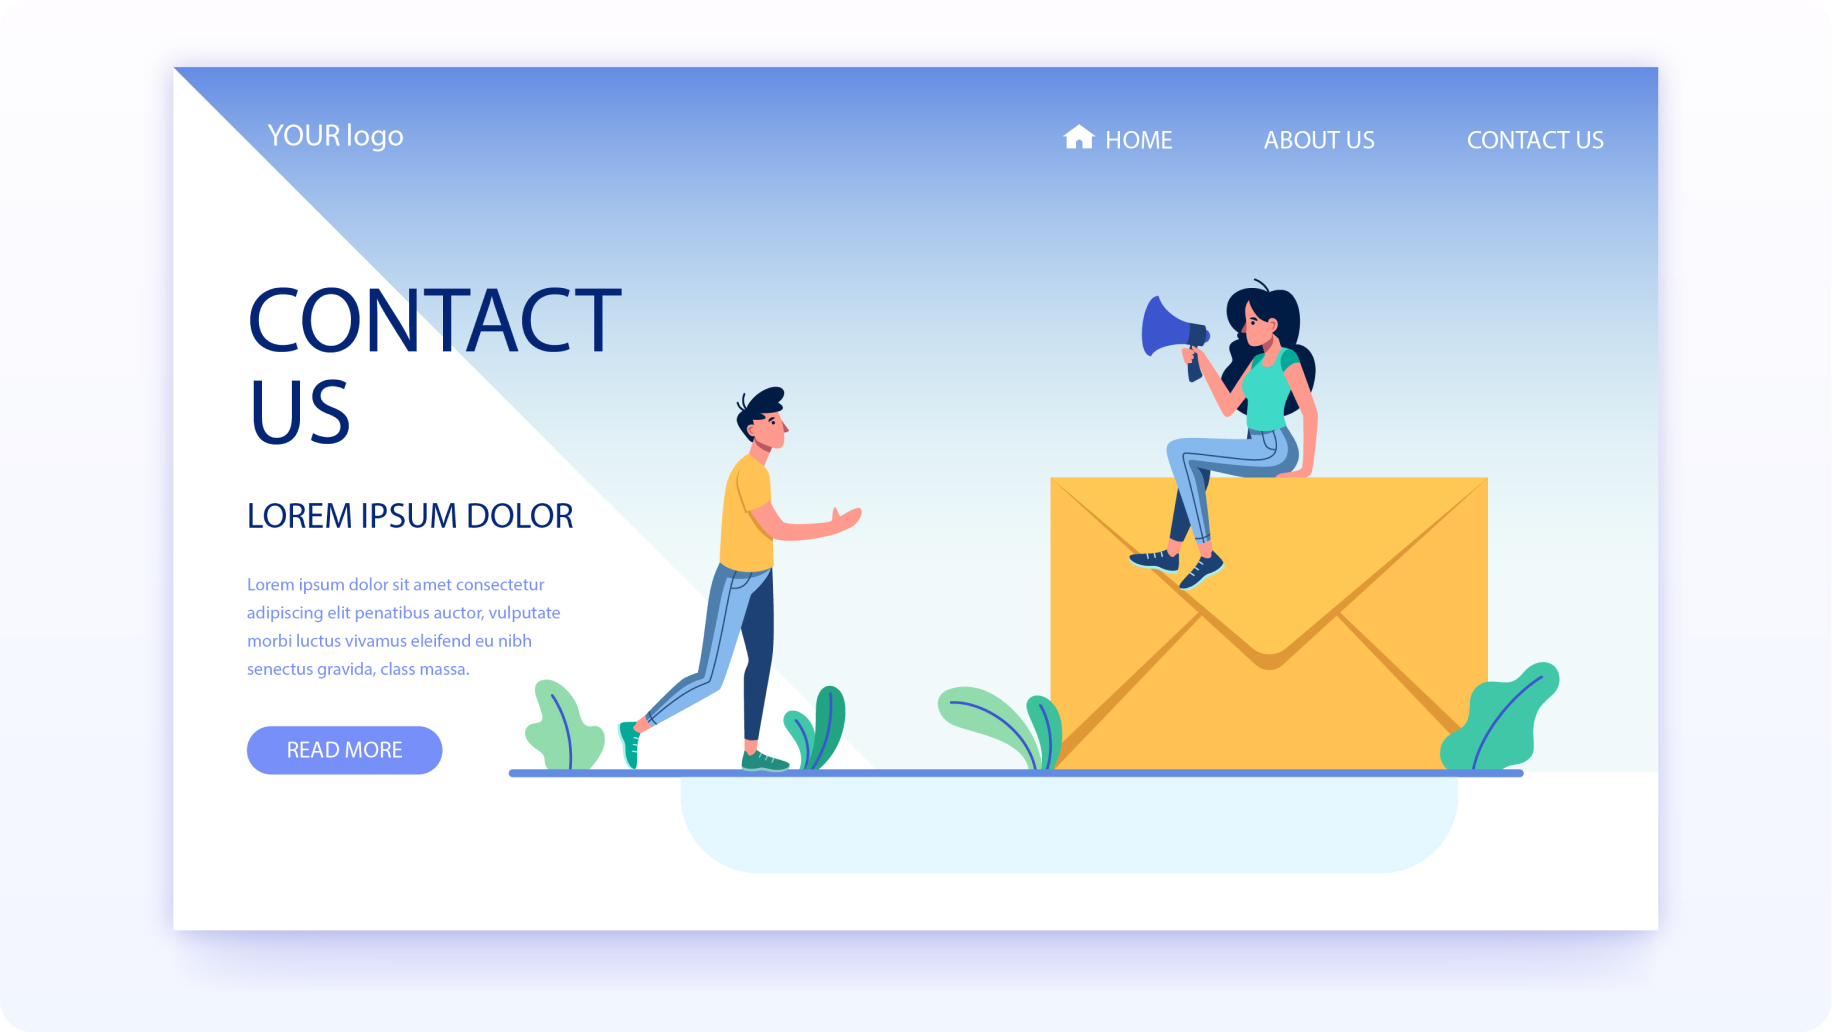 YOUR logo
HOME
ABOUT US
CONTACT US
CONTACT
US
LOREM IPSUM DOLOR
Lorem ipsum dolor sit amet consectetur
adipiscing elit penatibus auctor, vulputate
morbi luctus vivamus eleifend eu nibh
senectus gravida, class massa.
READ MORE